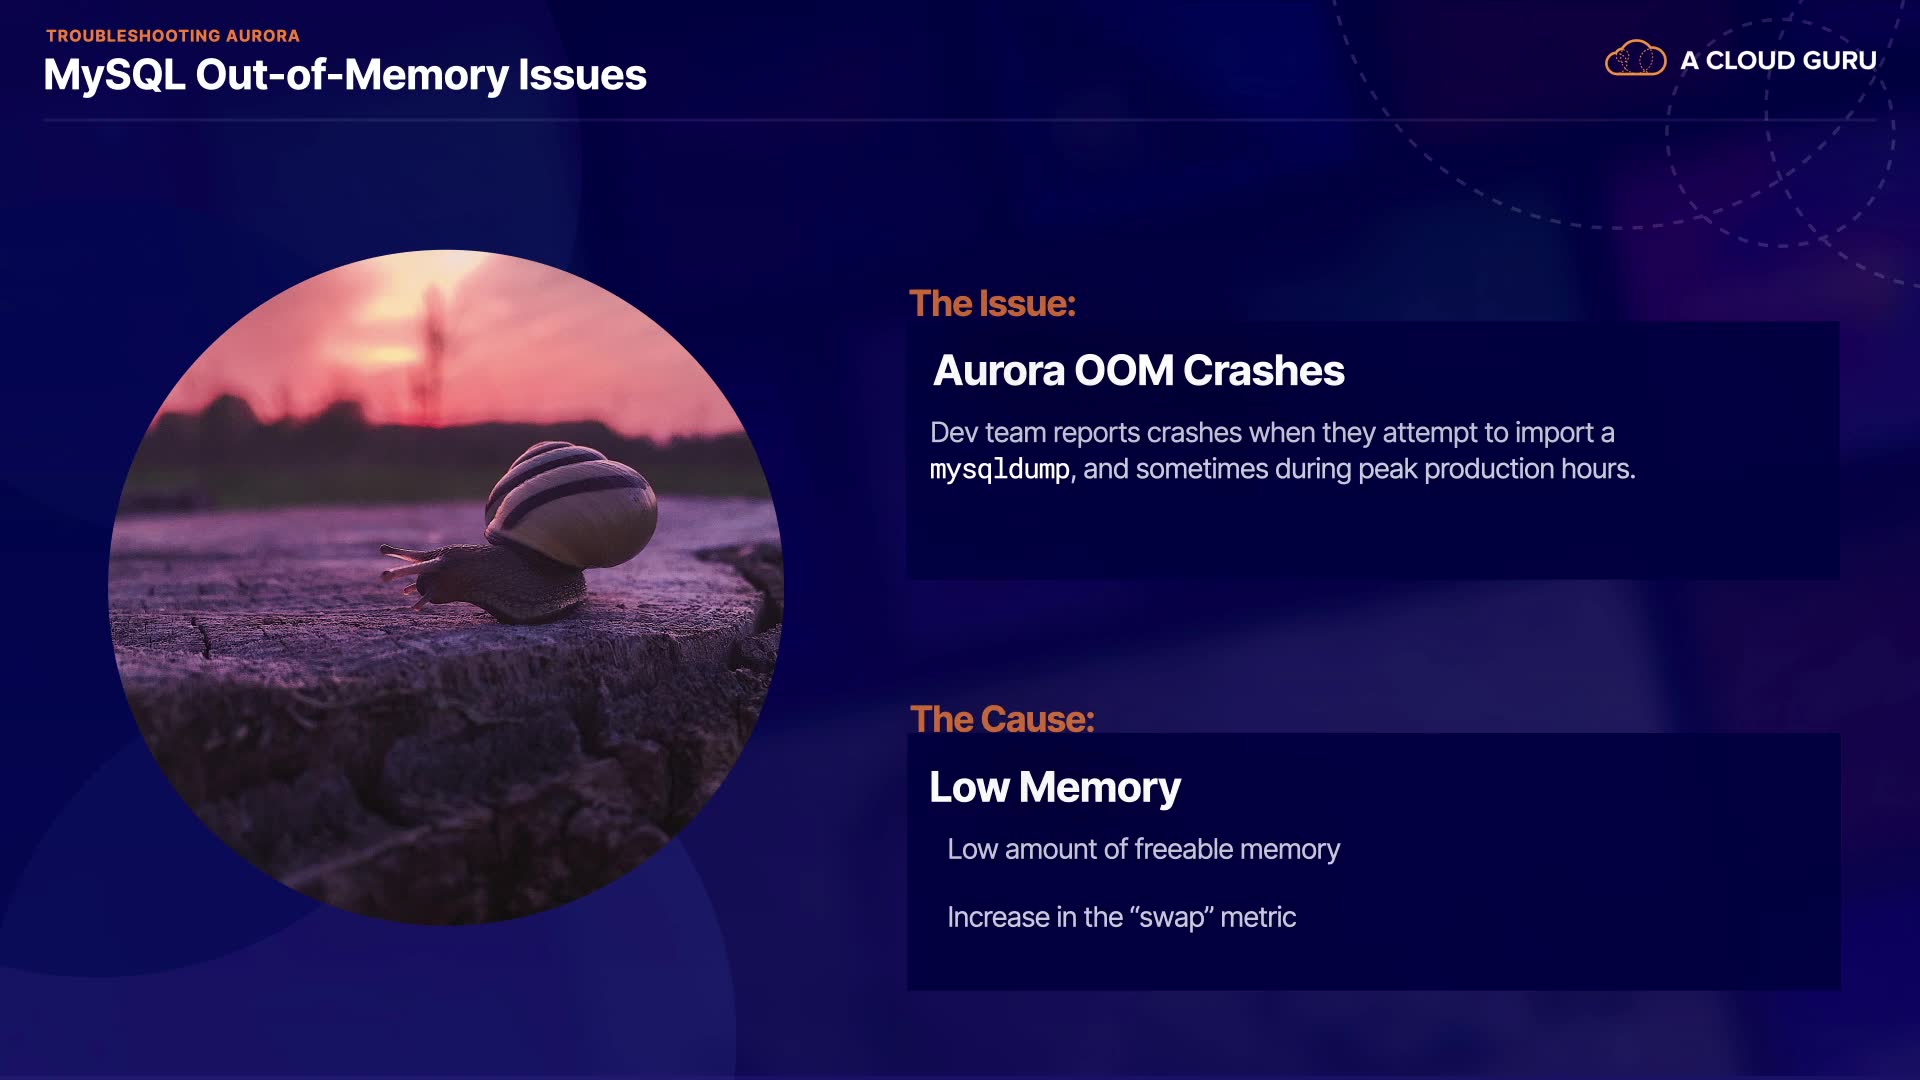 TROUBLESHOOTING AURORA
MySQL Out-of-Memory Issues
A CLOUD GURU
The Issue:
Aurora OOM Crashes
Dev team reports crashes when they attempt to import a
mysqldump, and sometimes during peak production hours.
The Cause:
Low Memory
Low amount of freeable memory
Increase in the “swap” metric